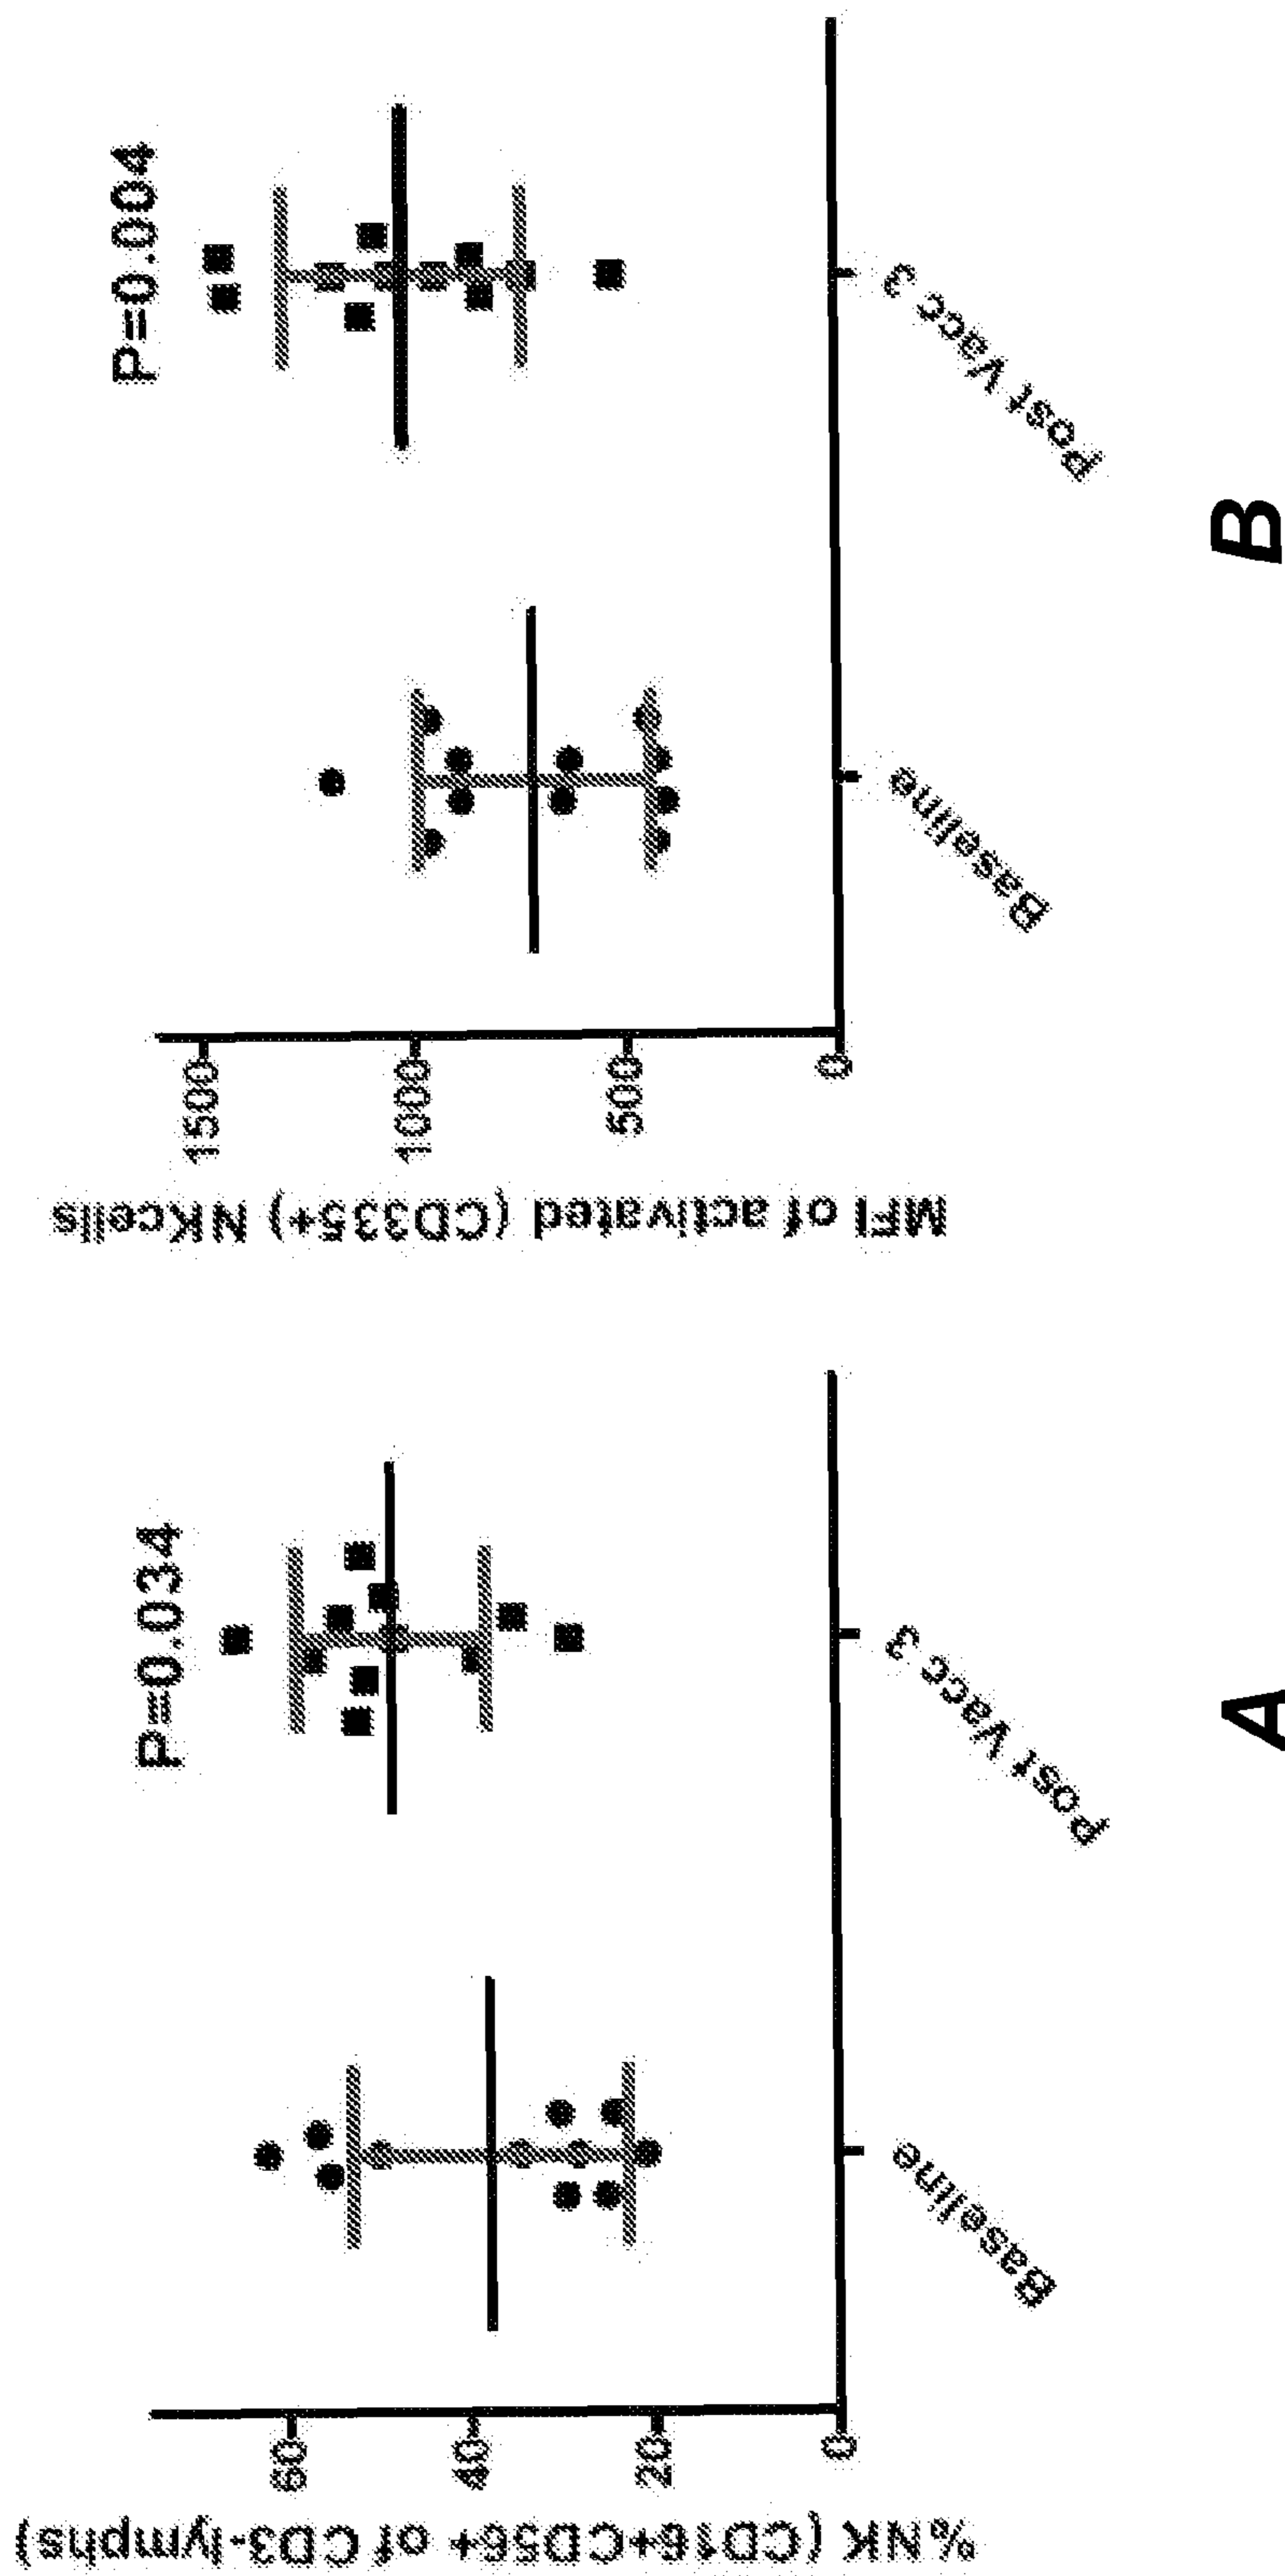 %NK (CD16+CD56+ of CD3-lymphs)
60
40
20
0
P=0.034
Baseline
Post Vacc 3
A
MFI of activated (CD335+) NKcells
1500
1000
500
0
P=0.004
Baseline
Post Vacc 3
B